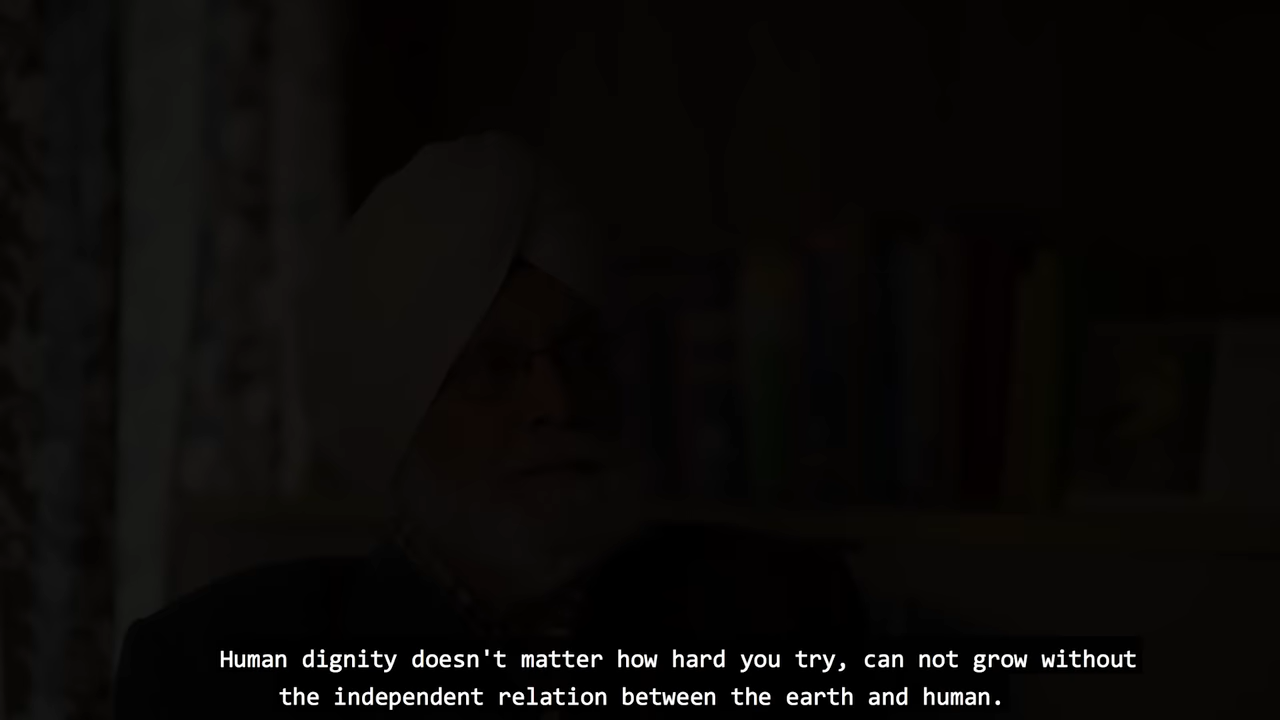 Human dignity doesn't matter how hard you try, can not grow without
the independent relation between the earth and human.